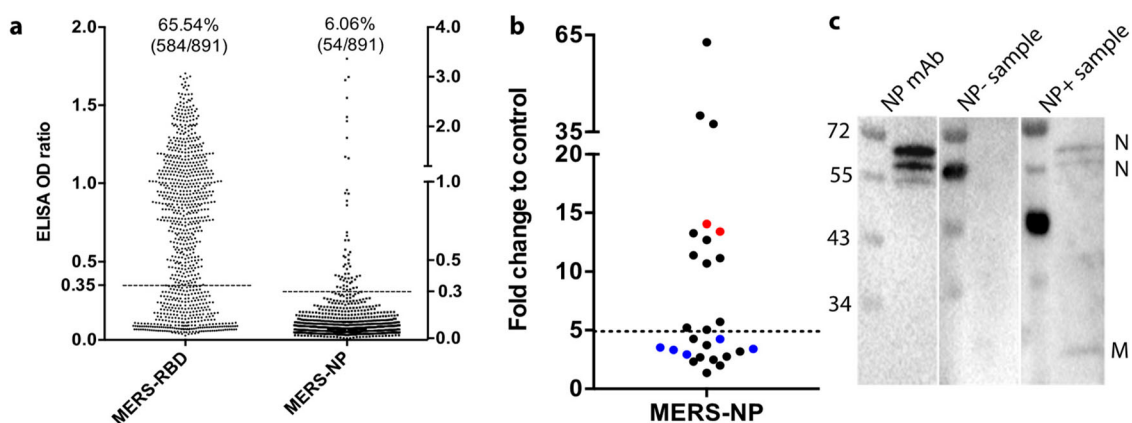 a
65.54%
(584/891)
6.06%
(54/891)
ELISA OD ratio
2.0
1.5
1.0
0.5
0.35
0.0
4.0
3.0
2.0
1.0
0.5
0.3
0.0
MERS-RBD
MERS-NP
b
Fold change to control
65
35
20
15
10
5
0
MERS-NP
c
NP mAb
NP- sample
NP+ sample
72
55
43
34
N
N
M